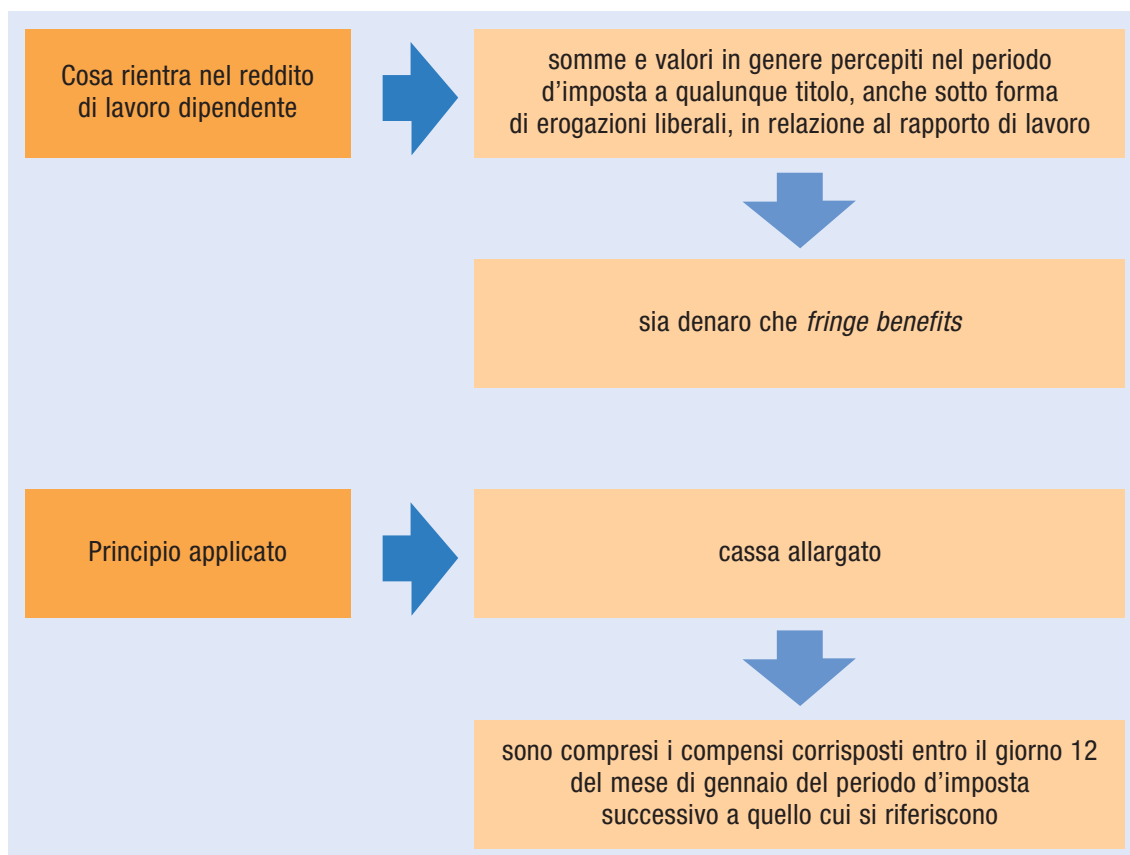 Cosa rientra nel reddito
di lavoro dipendente
somme e valori in genere percepiti nel periodo
d’imposta a qualunque titolo, anche sotto forma
di erogazioni liberali, in relazione al rapporto di lavoro
sia denaro che fringe benefits
Principio applicato
cassa allargato
sono compresi i compensi corrisposti entro il giorno 12
del mese di gennaio del periodo d’imposta
successivo a quello cui si riferiscono